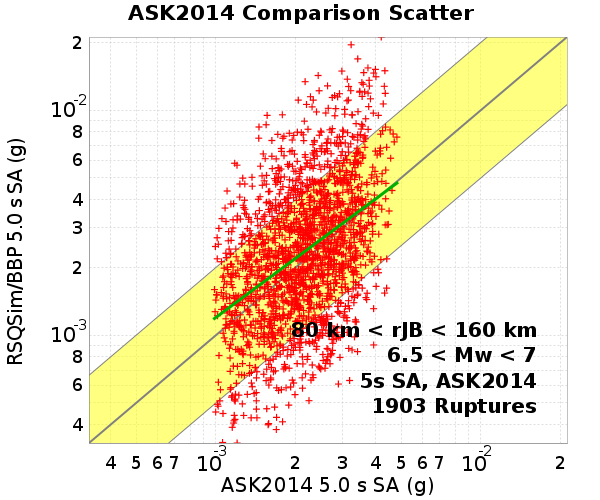 ASK2014 Comparison Scatter
RSQSim/BBP 5.0 s SA (g)
2
10-2
8
6
4
3
2
10-3
8
6
4
80 km < rJB < 160 km
6.5 < Mw < 7
5s SA, ASK2014
1903 Ruptures
4 5 6 7 10-3 2 3 4 5 6 7 10-2 2
ASK2014 5.0 s SA (g)